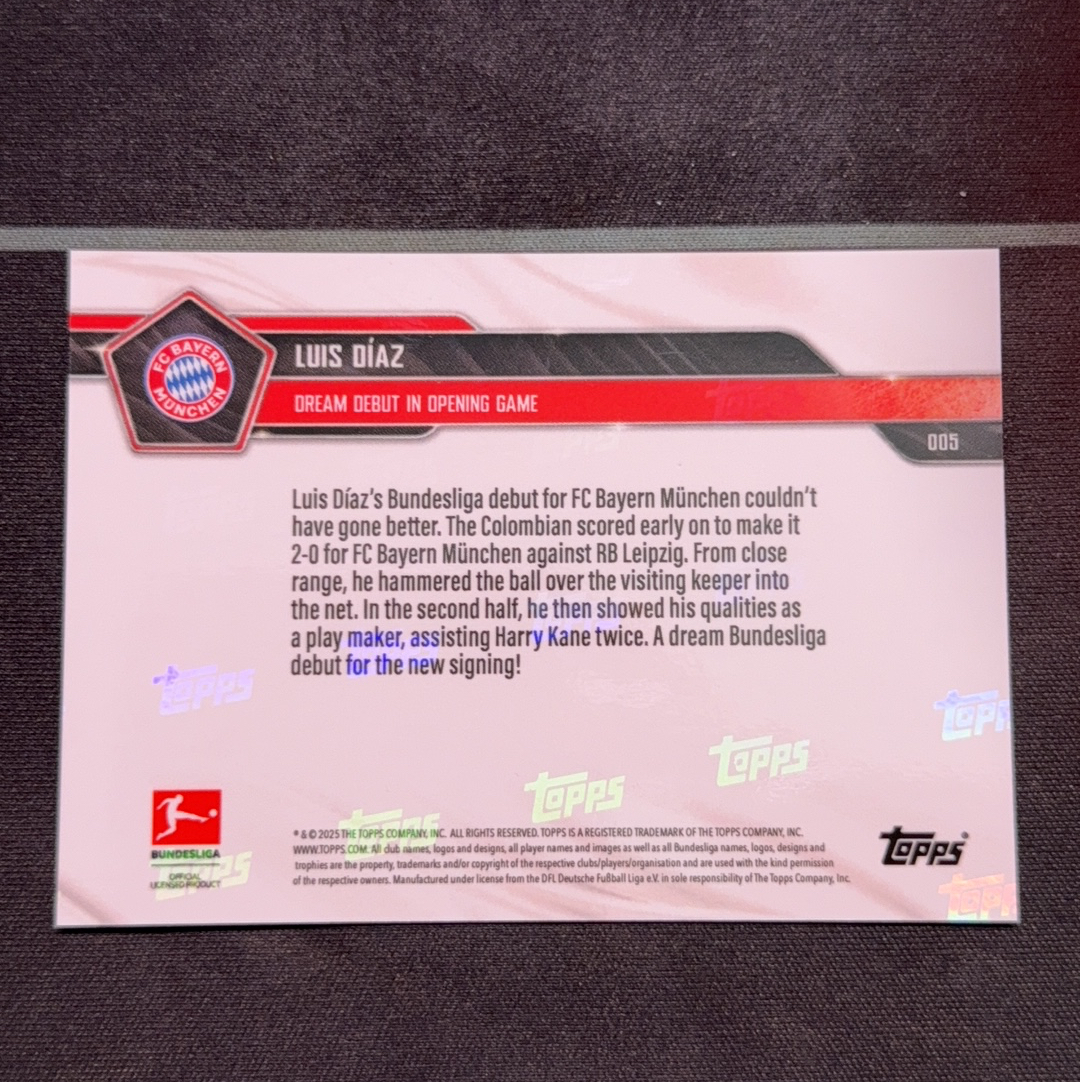 FC BAYERN
MÜNCHEN
LUIS DÍAZ
DREAM DEBUT IN OPENING GAME
005
Luis Díaz's Bundesliga debut for FC Bayern München couldn't
have gone better. The Colombian scored early on to make it
2-0 for FC Bayern München against RB Leipzig. From close
range, he hammered the ball over the visiting keeper into
the net. In the second half, he then showed his qualities as
a play maker, assisting Harry Kane twice. A dream Bundesliga
debut for the new signing!
Topps
Topps
Topps
Topps
Topps
Topps
BUNDESLIGA
OFFICIAL
LICENSED PRODUCT
® & © 2025 THE TOPPS COMPANY, INC. ALL RIGHTS RESERVED. TOPPS IS A REGISTERED TRADEMARK OF THE TOPPS COMPANY, INC.
WWW.TOPPS.COM. All club names, logos and designs, all player names and images as well as all Bundesliga names, logos, designs and
trophies are the property, trademarks and/or copyright of the respective clubs/players/organisation and are used with the kind permission
of the respective owners. Manufactured under license from the DFL Deutsche Fußball Liga e.V. in sole responsibility of The Topps Company, Inc.
Topps®